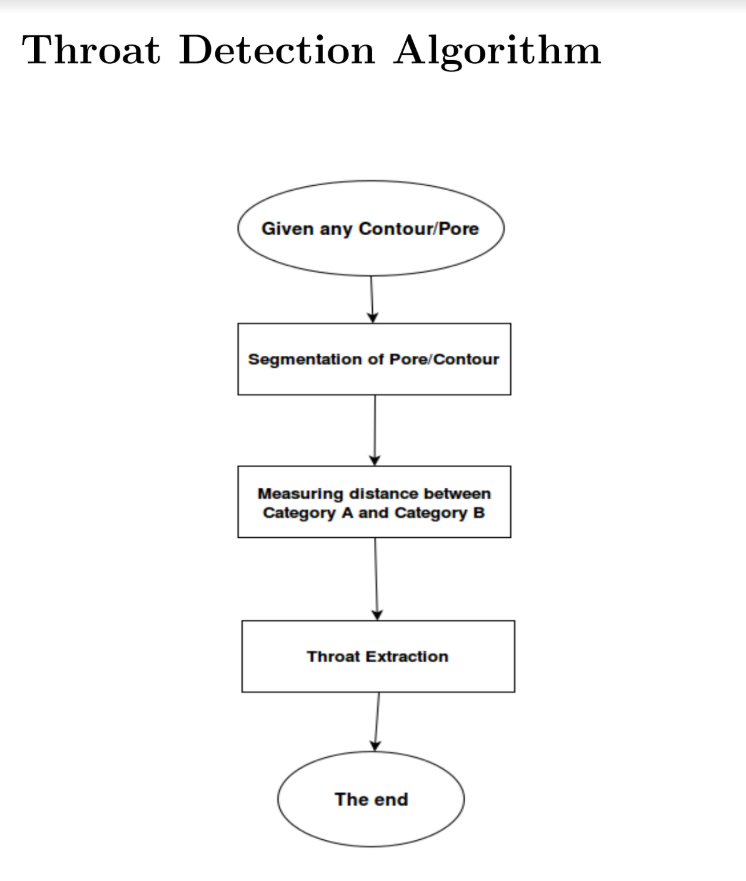 Throat Detection Algorithm
Given any Contour/Pore
Segmentation of Pore/Contour
Measuring distance between
Category A and Category B
Throat Extraction
The end